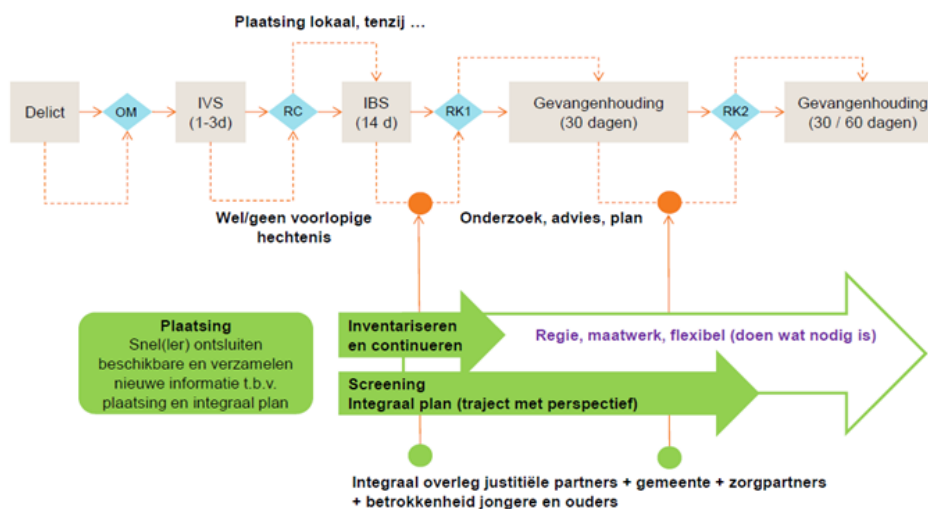 Plaatsing lokaal, tenzij ...
Delict
OM
IVS
(1-3d)
RC
IBS
(14 d)
RK1
Gevangenhouding
(30 dagen)
RK2
Gevangenhouding
(30 / 60 dagen)
Wel/geen voorlopige
hechtenis
Onderzoek, advies, plan
Plaatsing
Snel(ler) ontsluiten
beschikbare en verzamelen
nieuwe informatie t.b.v.
plaatsing en integraal plan
Inventariseren
en continueren
Regie, maatwerk, flexibel (doen wat nodig is)
Screening
Integraal plan (traject met perspectief)
Integraal overleg justitiële partners + gemeente + zorgpartners
+ betrokkenheid jongere en ouders